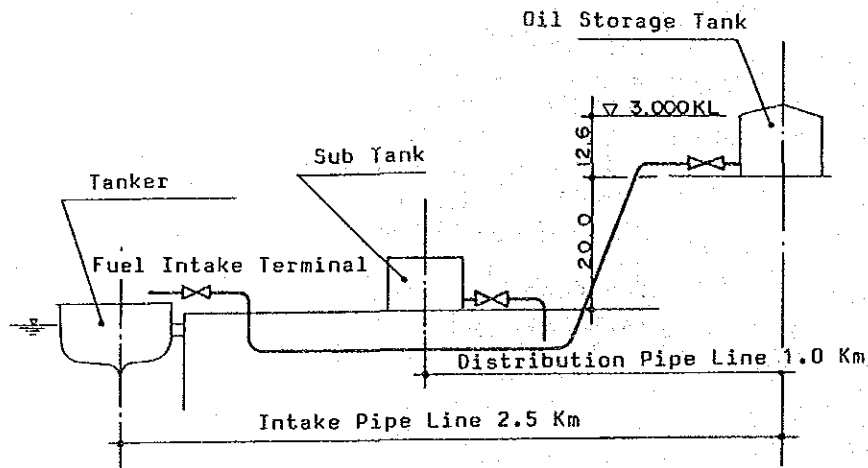 Oil Storage Tank
▽ 3.000KL
12.6
Sub Tank
Tanker
20.0
Fuel Intake Terminal
Distribution Pipe Line 1.0 Km
Intake Pipe Line 2.5 Km